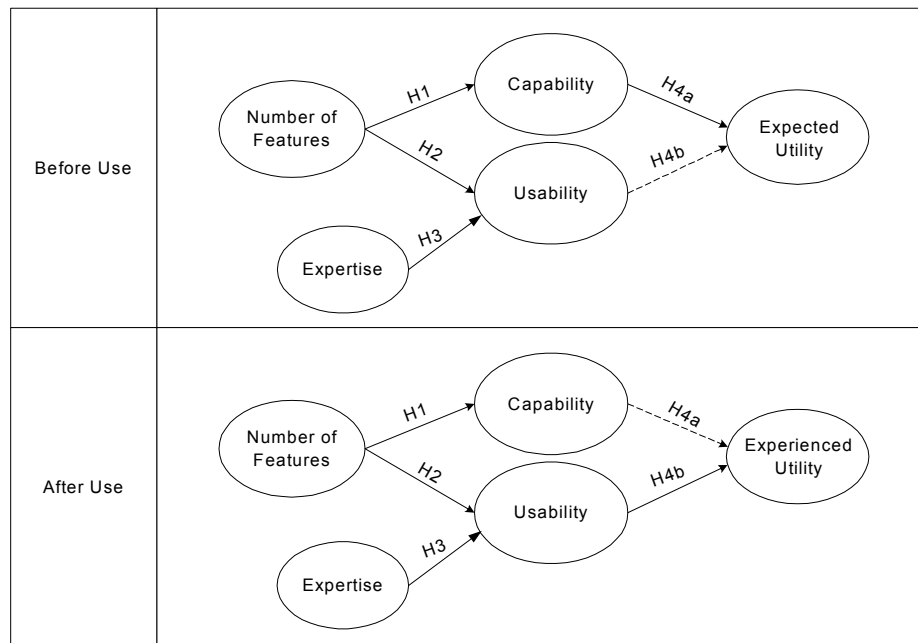 Before Use
Number of
Features
H1
Capability
H4a
Expected
Utility
H2
Usability
H4b
Expertise
H3
After Use
Number of
Features
H1
Capability
H4a
Experienced
Utility
H2
Usability
H4b
Expertise
H3